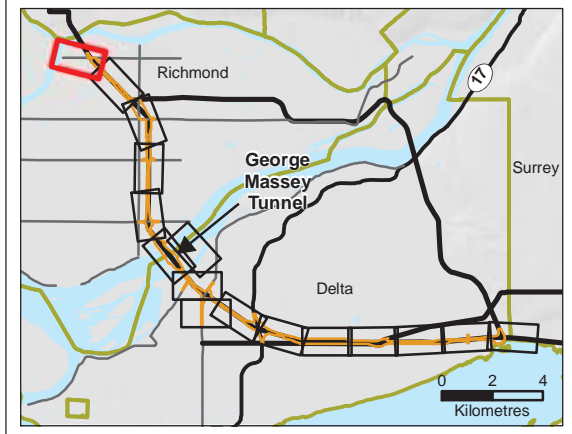 Richmond
17
George
Massey
Tunnel
Surrey
Delta
0 2 4
Kilometres